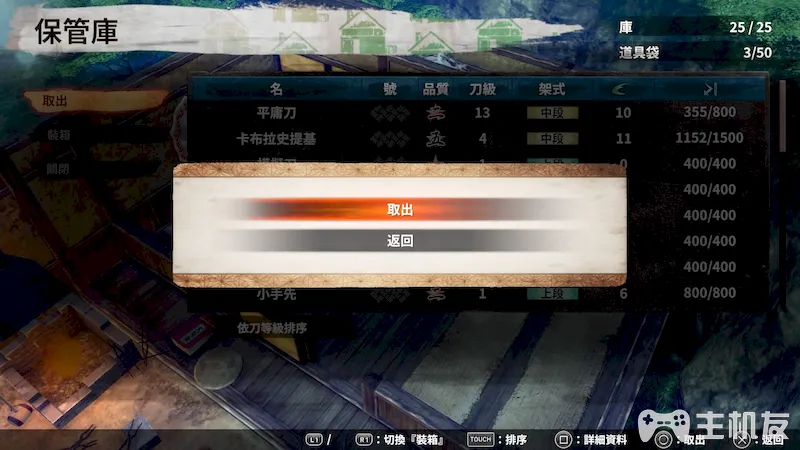 保管庫
庫 25/25
道具袋 3/50
取出
裝箱
關閉
名 號 品質 刀級 架式
平庸刀 13 中段 10 355/800
卡布拉史提基 4 中段 11 1152/1500
1 上段 0 400/400
400/400
取出
400/400
返回
400/400
400/400
小手先 1 上段 6 800/800
依刀等級排序
L1 / R1：切換『裝箱』 TOUCH：排序 ：詳細資料 ：取出 ：返回
主机友